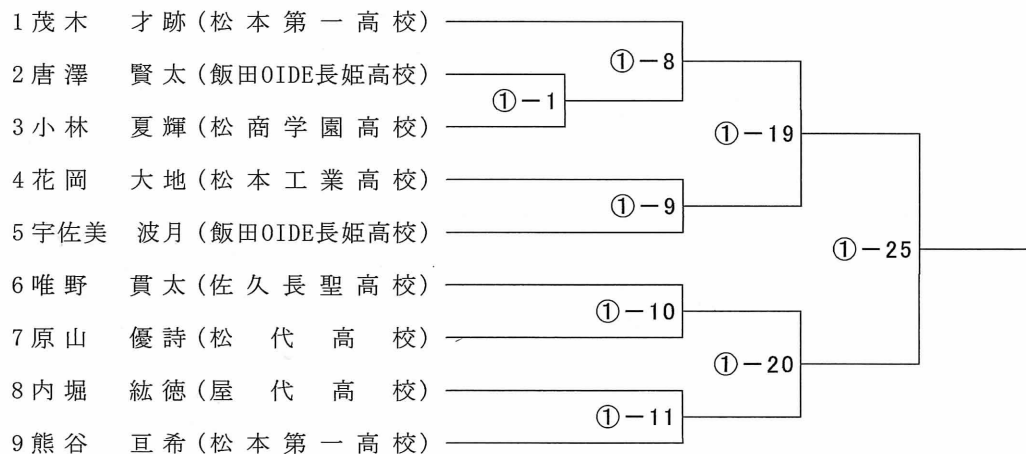 1 茂木 才跡 (松本第一高校)
①-8
2 唐澤 賢太 (飯田OIDE長姫高校)
①-1
3 小林 夏輝 (松商学園高校)
①-19
4 花岡 大地 (松本工業高校)
①-9
5 宇佐美 波月 (飯田OIDE長姫高校)
①-25
6 唯野 貫太 (佐久長聖高校)
①-10
7 原山 優詩 (松代高校)
①-20
8 内堀 紘徳 (屋代高校)
①-11
9 熊谷 亘希 (松本第一高校)